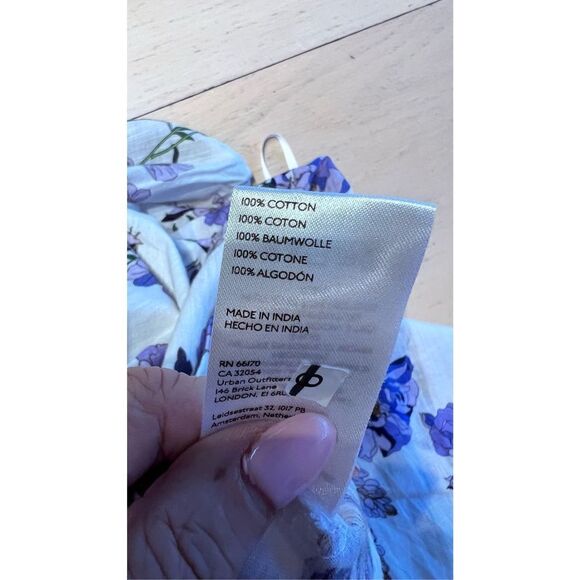 100% COTTON
100% COTON
100% BAUMWOLLE
100% COTONE
100% ALGODÓN
MADE IN INDIA
HECHO EN INDIA
RN 66170
CA 32054
Urban Outfitters
146 Brick Lane
LONDON, E1 6RU
Leidsestraat 32, 1017 PB
Amsterdam,